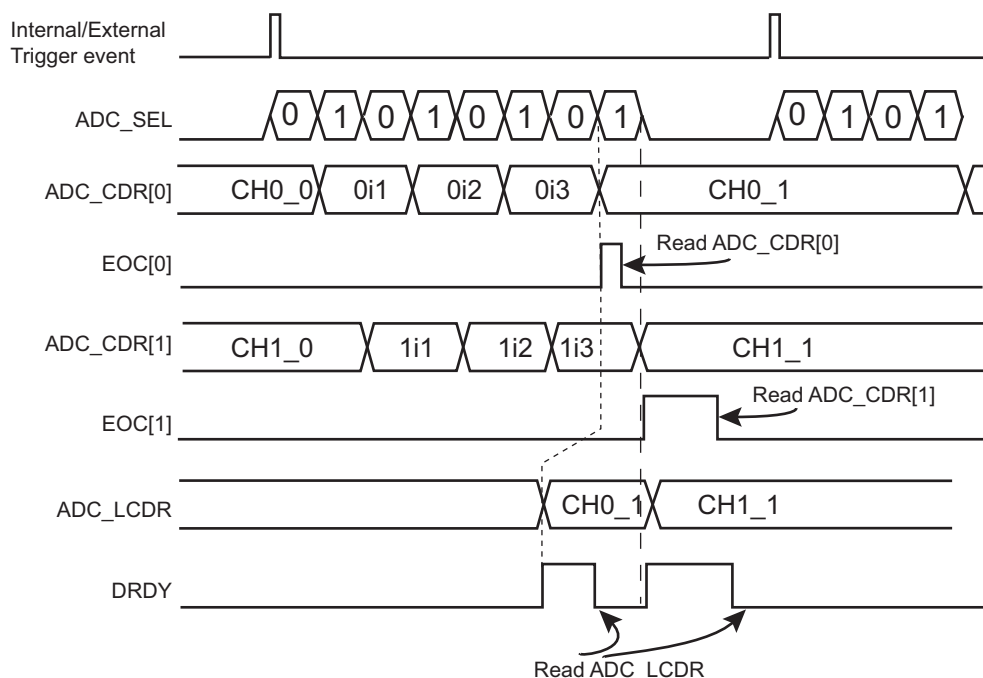 Internal/External
Trigger event
ADC_SEL
0 1 0 1 0 1 0 1 0 1 0 1
ADC_CDR[0]
CH0_0 0i1 0i2 0i3 CH0_1
EOC[0]
Read ADC_CDR[0]
ADC_CDR[1]
CH1_0 1i1 1i2 1i3 CH1_1
EOC[1]
Read ADC_CDR[1]
ADC_LCDR
CH0_1 CH1_1
DRDY
Read ADC_LCDR